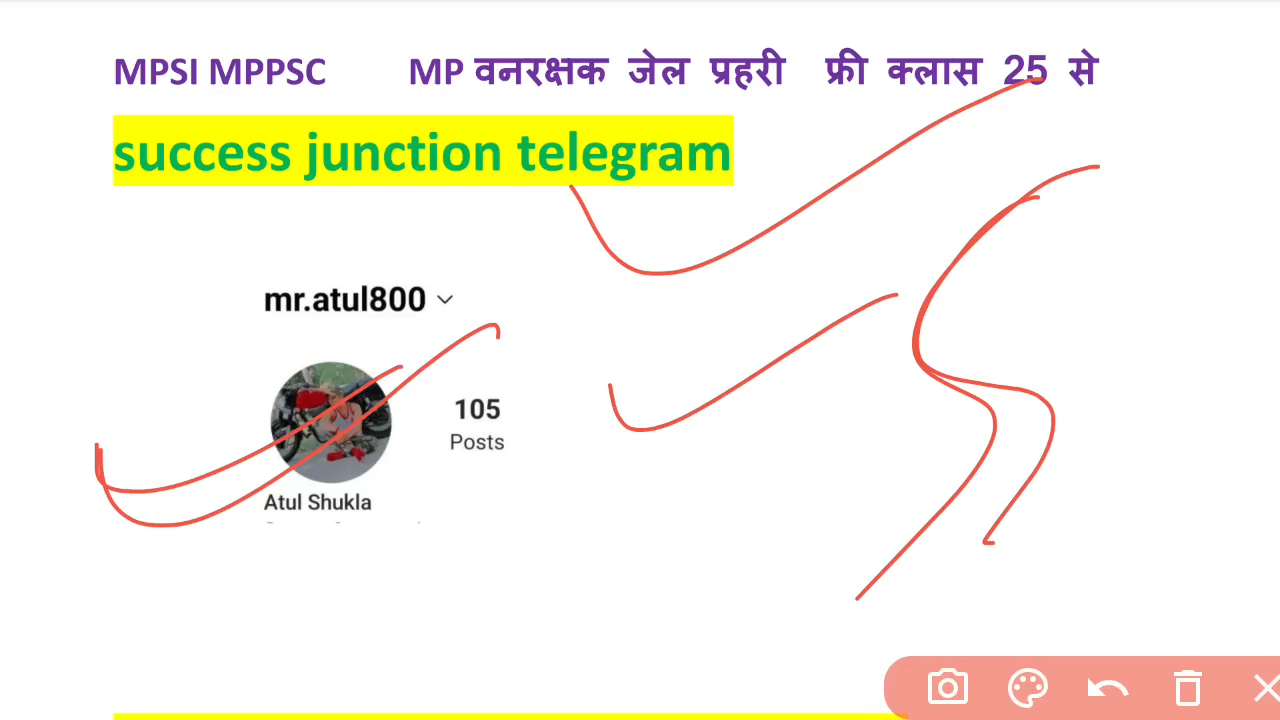 MPSI MPPSC MP वनरक्षक जेल प्रहरी फ्री क्लास 25 से
success junction telegram
mr.atul800
105
Posts
Atul Shukla